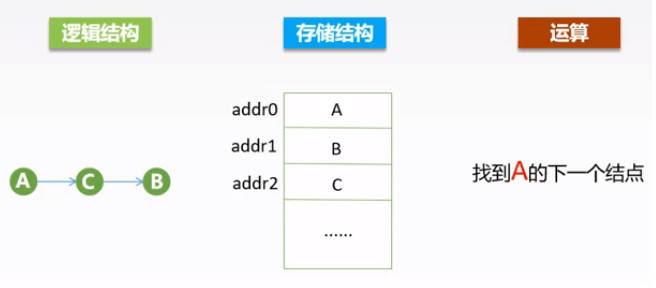 逻辑结构
存储结构
运算
A
C
B
addr0
A
addr1
B
addr2
C
......
找到A的下一个结点